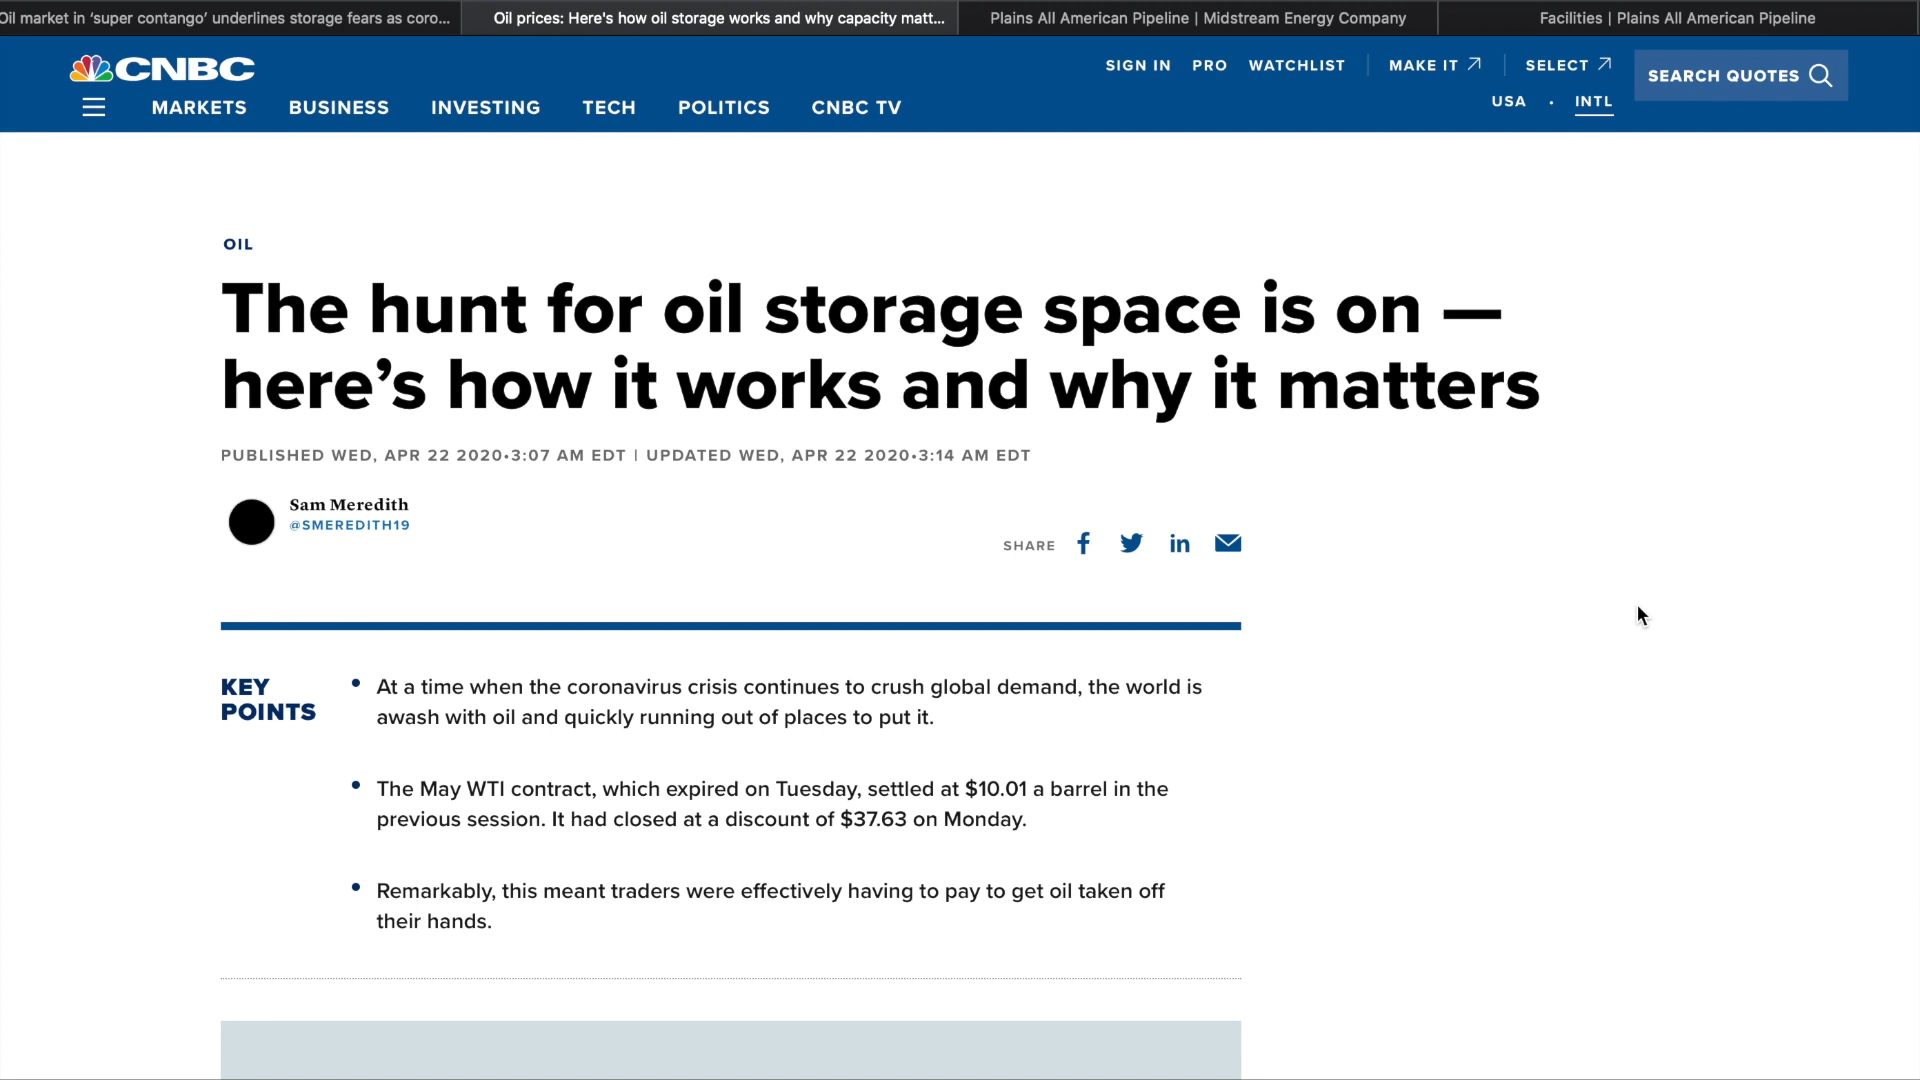 Oil market in ‘super contango’ underlines storage fears as coro...
Oil prices: Here's how oil storage works and why capacity matt...
Plains All American Pipeline | Midstream Energy Company
Facilities | Plains All American Pipeline
CNBC
SIGN IN PRO WATCHLIST MAKE IT SELECT
SEARCH QUOTES
USA · INTL
MARKETS BUSINESS INVESTING TECH POLITICS CNBC TV
OIL
The hunt for oil storage space is on —
here’s how it works and why it matters
PUBLISHED WED, APR 22 2020•3:07 AM EDT | UPDATED WED, APR 22 2020•3:14 AM EDT
Sam Meredith
@SMEREDITH19
SHARE
KEY
POINTS
• At a time when the coronavirus crisis continues to crush global demand, the world is
awash with oil and quickly running out of places to put it.
• The May WTI contract, which expired on Tuesday, settled at $10.01 a barrel in the
previous session. It had closed at a discount of $37.63 on Monday.
• Remarkably, this meant traders were effectively having to pay to get oil taken off
their hands.